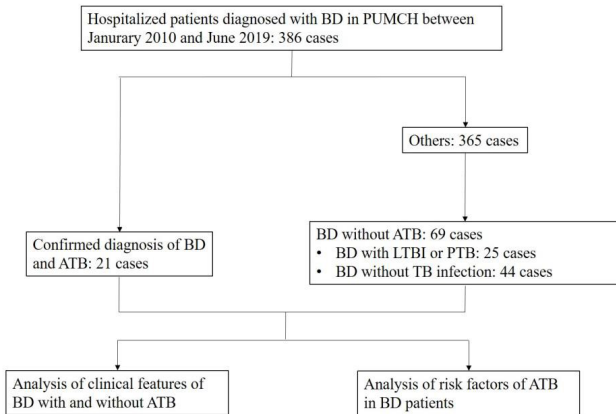 Hospitalized patients diagnosed with BD in PUMCH between
Janurary 2010 and June 2019: 386 cases
Others: 365 cases
Confirmed diagnosis of BD
and ATB: 21 cases
BD without ATB: 69 cases
• BD with LTBI or PTB: 25 cases
• BD without TB infection: 44 cases
Analysis of clinical features of
BD with and without ATB
Analysis of risk factors of ATB
in BD patients